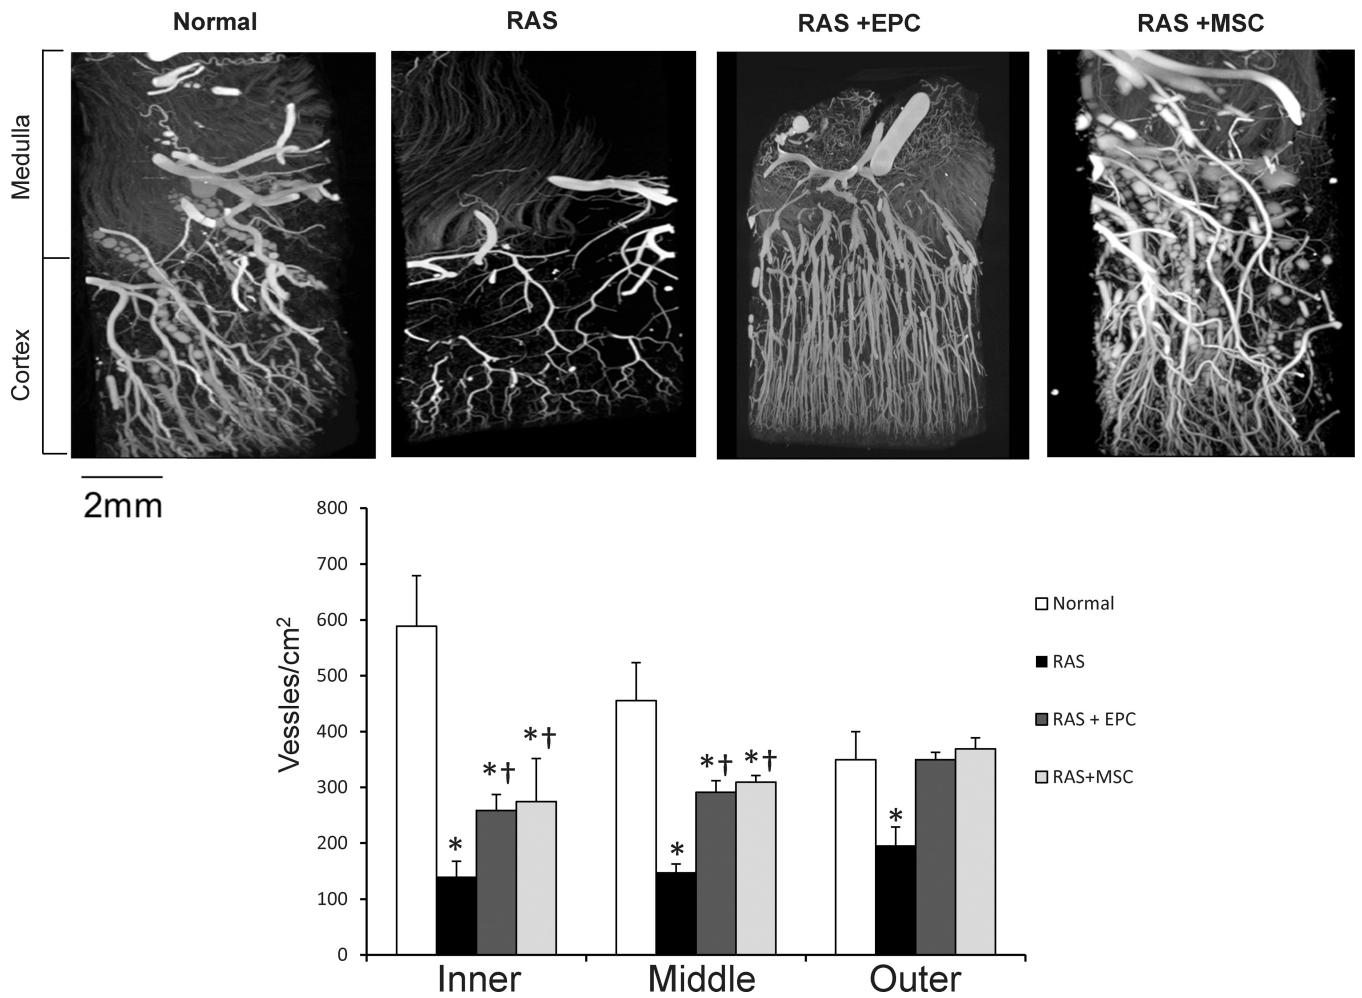 Normal
RAS
RAS +EPC
RAS +MSC
Medulla
Cortex
2mm
800
700
600
500
400
300
200
100
0
Vessles/cm²
*
*†
*†
*
*†
*†
*
Inner
Middle
Outer
Normal
RAS
RAS + EPC
RAS+MSC